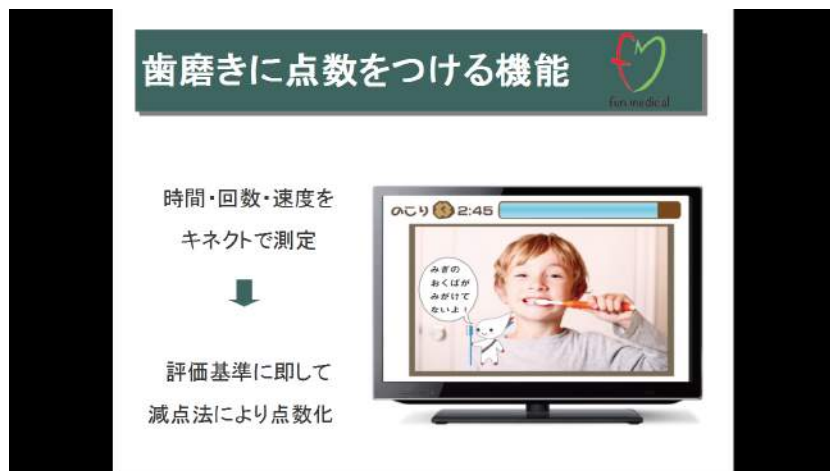 歯磨きに点数をつける機能
fun medical
時間・回数・速度を
キネクトで測定
評価基準に即して
減点法により点数化
のこり 2:45
みぎの
おくばが
みがけて
ないよ!